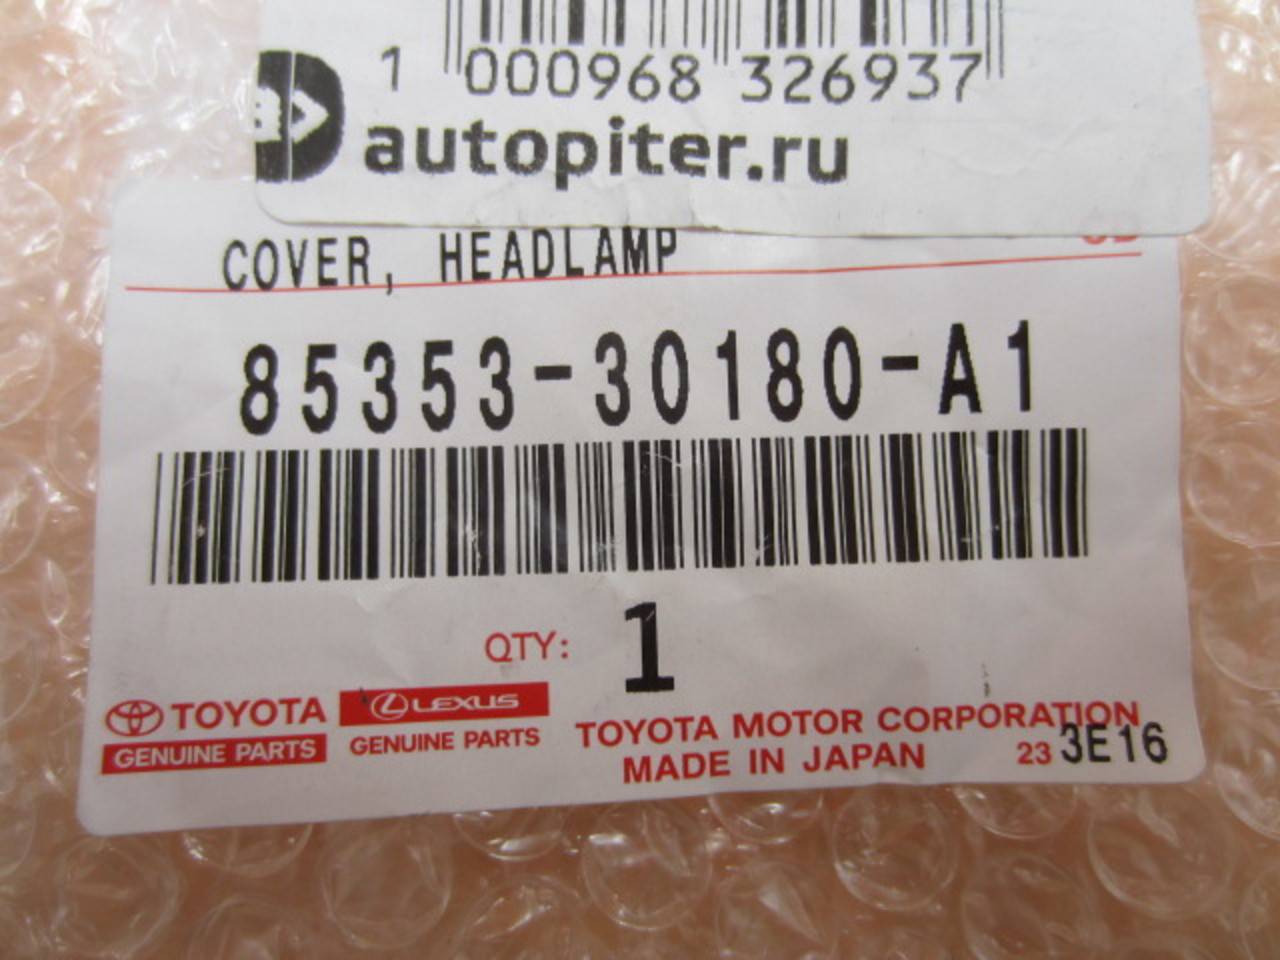 1 000968 326937
autopiter.ru
COVER, HEADLAMP
85353-30180-A1
QTY: 1
TOYOTA
GENUINE PARTS
LEXUS
GENUINE PARTS
TOYOTA MOTOR CORPORATION
MADE IN JAPAN
23 3E16